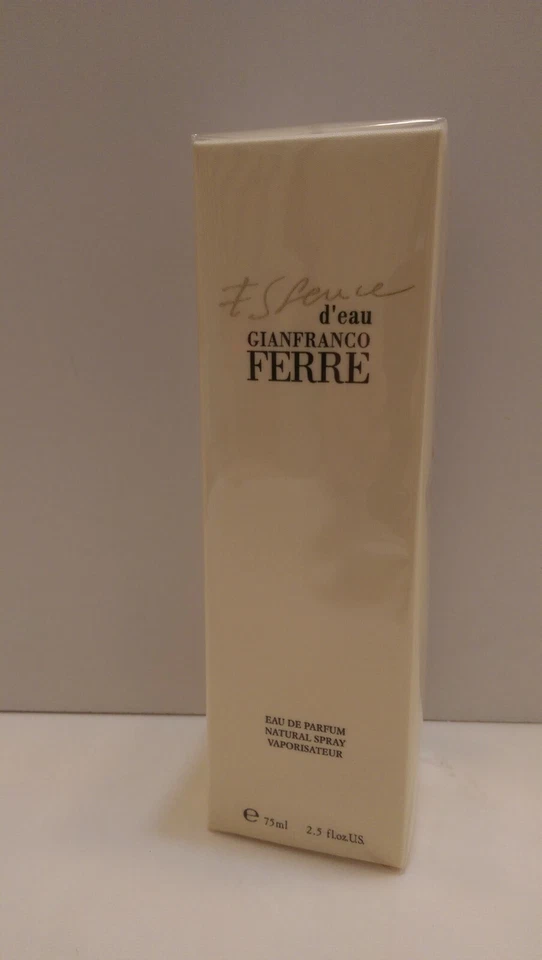 Essence
d'eau
GIANFRANCO
FERRE
EAU DE PARFUM
NATURAL SPRAY
VAPORISATEUR
℮ 75ml 2.5 fl.oz.US.